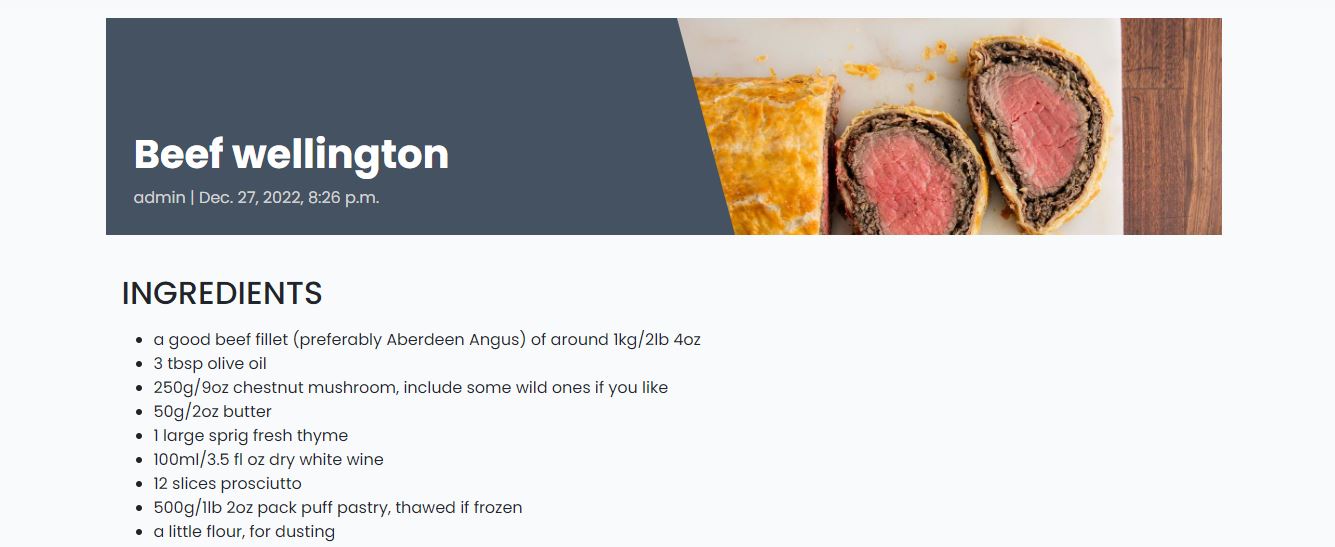 Beef wellington
admin | Dec. 27, 2022, 8:26 p.m.
INGREDIENTS
a good beef fillet (preferably Aberdeen Angus) of around 1kg/2lb 4oz
3 tbsp olive oil
250g/9oz chestnut mushroom, include some wild ones if you like
50g/2oz butter
1 large sprig fresh thyme
100ml/3.5 fl oz dry white wine
12 slices prosciutto
500g/1lb 2oz pack puff pastry, thawed if frozen
a little flour, for dusting